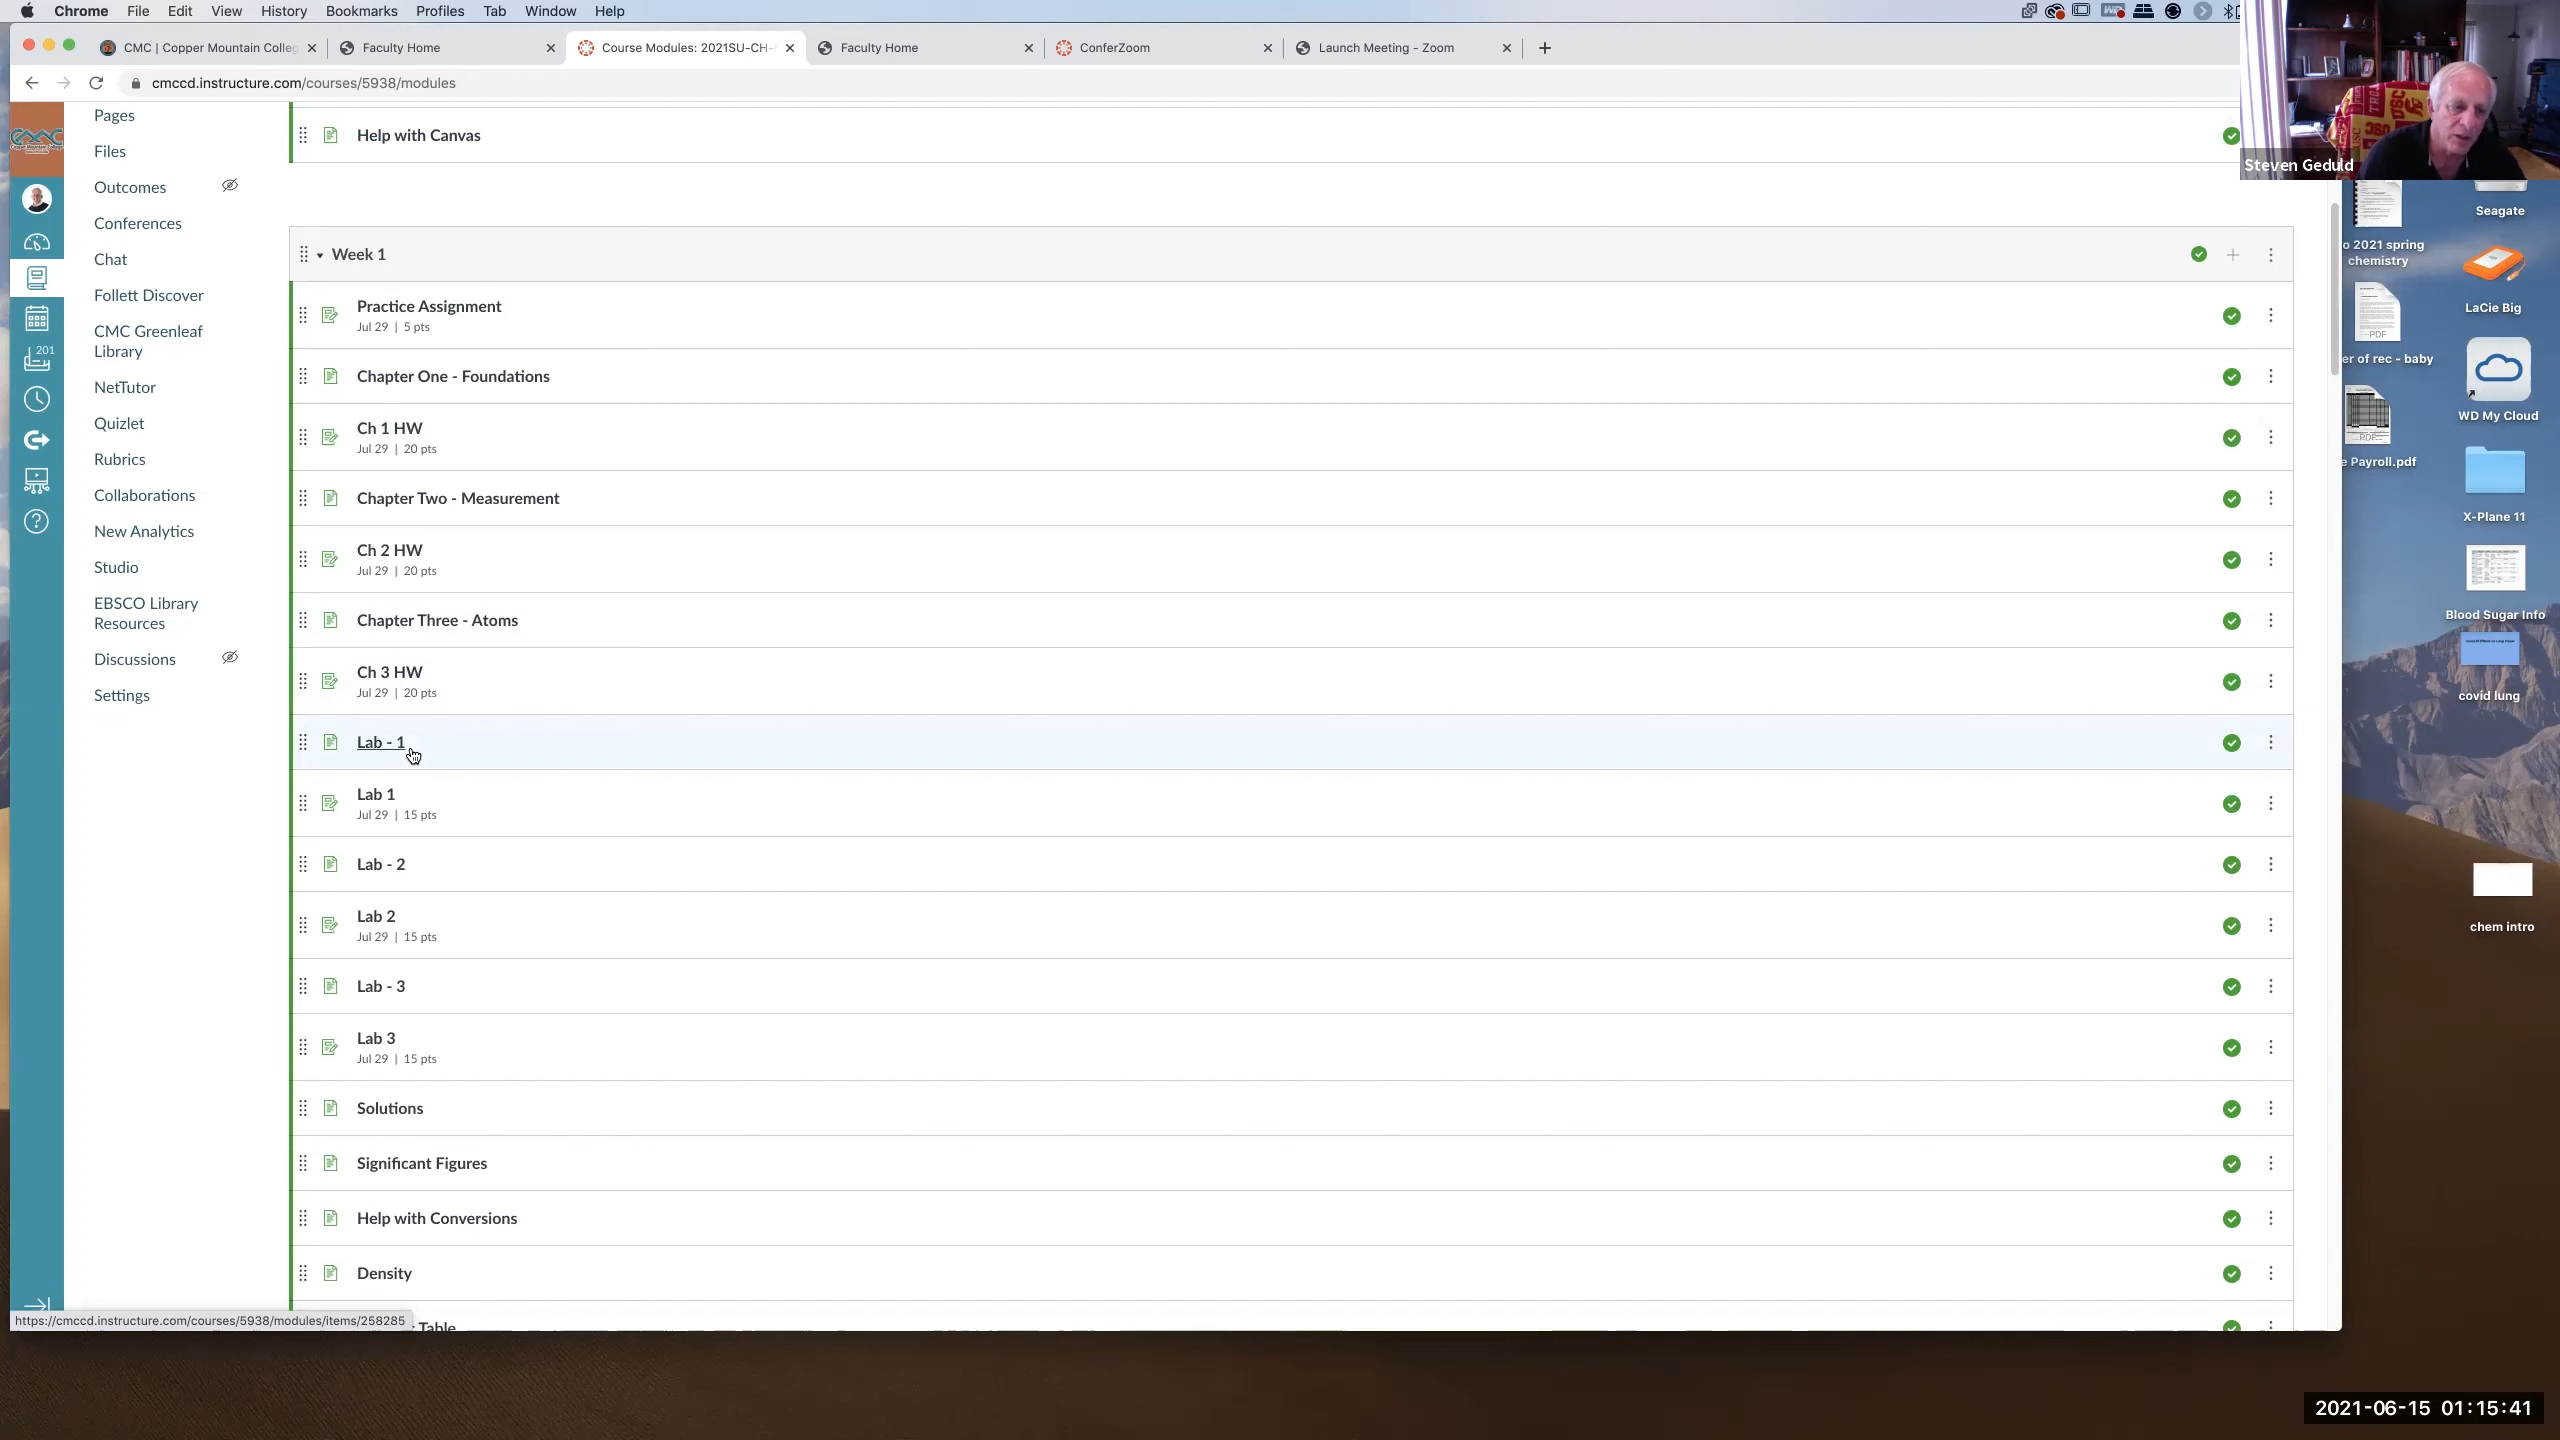 Chrome File Edit View History Bookmarks Profiles Tab Window Help
CMC | Copper Mountain Colleg
Faculty Home
Course Modules: 2021SU-CH-
Faculty Home
ConferZoom
Launch Meeting - Zoom
cmccd.instructure.com/courses/5938/modules
Steven Geduld
CMC
201
Pages
Files
Outcomes
Conferences
Chat
Follett Discover
CMC Greenleaf
Library
NetTutor
Quizlet
Rubrics
Collaborations
New Analytics
Studio
EBSCO Library
Resources
Discussions
Settings
Help with Canvas
Week 1
Practice Assignment
Jul 29 | 5 pts
Chapter One - Foundations
Ch 1 HW
Jul 29 | 20 pts
Chapter Two - Measurement
Ch 2 HW
Jul 29 | 20 pts
Chapter Three - Atoms
Ch 3 HW
Jul 29 | 20 pts
Lab - 1
Lab 1
Jul 29 | 15 pts
Lab - 2
Lab 2
Jul 29 | 15 pts
Lab - 3
Lab 3
Jul 29 | 15 pts
Solutions
Significant Figures
Help with Conversions
Density
Table
https://cmccd.instructure.com/courses/5938/modules/items/258285
Seagate
o 2021 spring
chemistry
LaCie Big
PDF
er of rec - baby
WD My Cloud
PDF
e Payroll.pdf
X-Plane 11
Blood Sugar Info
covid lung
chem intro
2021-06-15 01:15:41